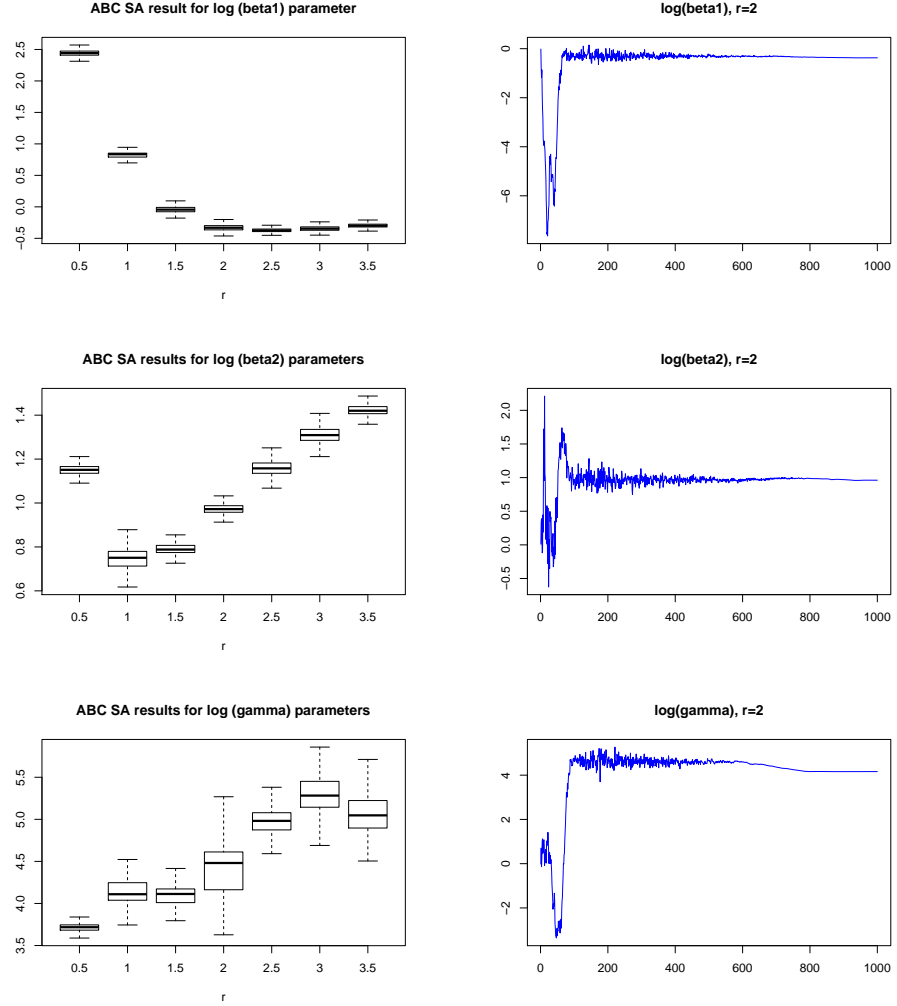 ABC SA result for log (beta1) parameter
2.5
2.0
1.5
1.0
0.5
0.0
−0.5
0.5 1 1.5 2 2.5 3 3.5
r
log(beta1), r=2
0
−2
−4
−6
0 200 400 600 800 1000
ABC SA results for log (beta2) parameters
1.4
1.2
1.0
0.8
0.6
0.5 1 1.5 2 2.5 3 3.5
r
log(beta2), r=2
2.0
1.5
1.0
0.5
0.0
−0.5
0 200 400 600 800 1000
ABC SA results for log (gamma) parameters
5.5
5.0
4.5
4.0
3.5
0.5 1 1.5 2 2.5 3 3.5
r
log(gamma), r=2
4
2
0
−2
0 200 400 600 800 1000